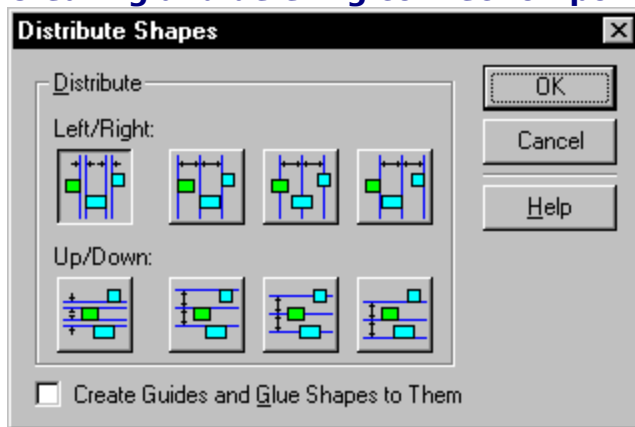 Distribute Shapes
Distribute
OK
Left/Right:
Cancel
Help
Up/Down:
Create Guides and Glue Shapes to Them